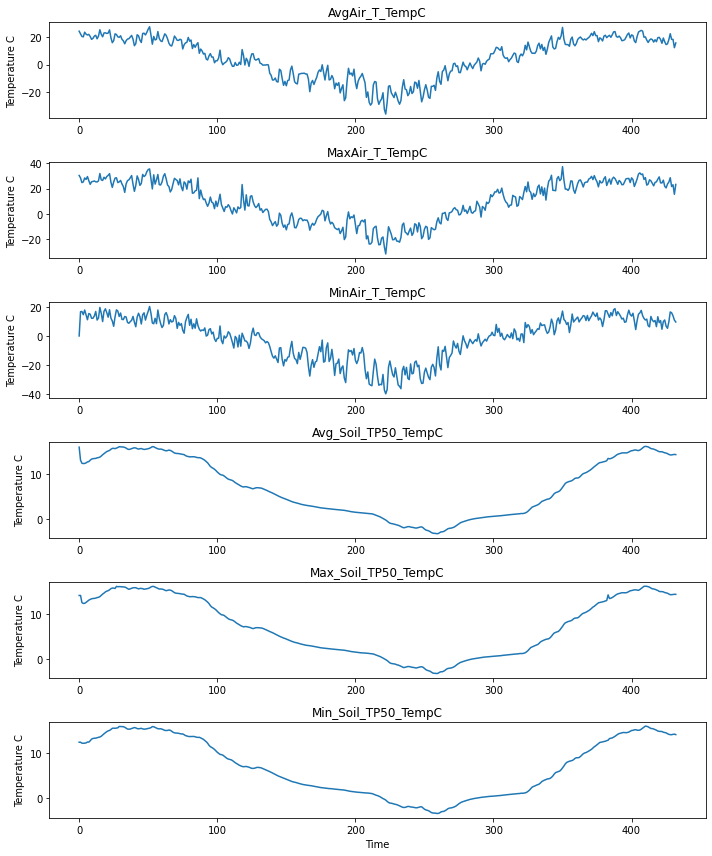 AvgAir_T_TempC
Temperature C
20
0
−20
0 100 200 300 400
MaxAir_T_TempC
Temperature C
40
20
0
−20
0 100 200 300 400
MinAir_T_TempC
Temperature C
20
0
−20
−40
0 100 200 300 400
Avg_Soil_TP50_TempC
Temperature C
10
0
0 100 200 300 400
Max_Soil_TP50_TempC
Temperature C
10
0
0 100 200 300 400
Min_Soil_TP50_TempC
Temperature C
10
0
0 100 200 300 400
Time